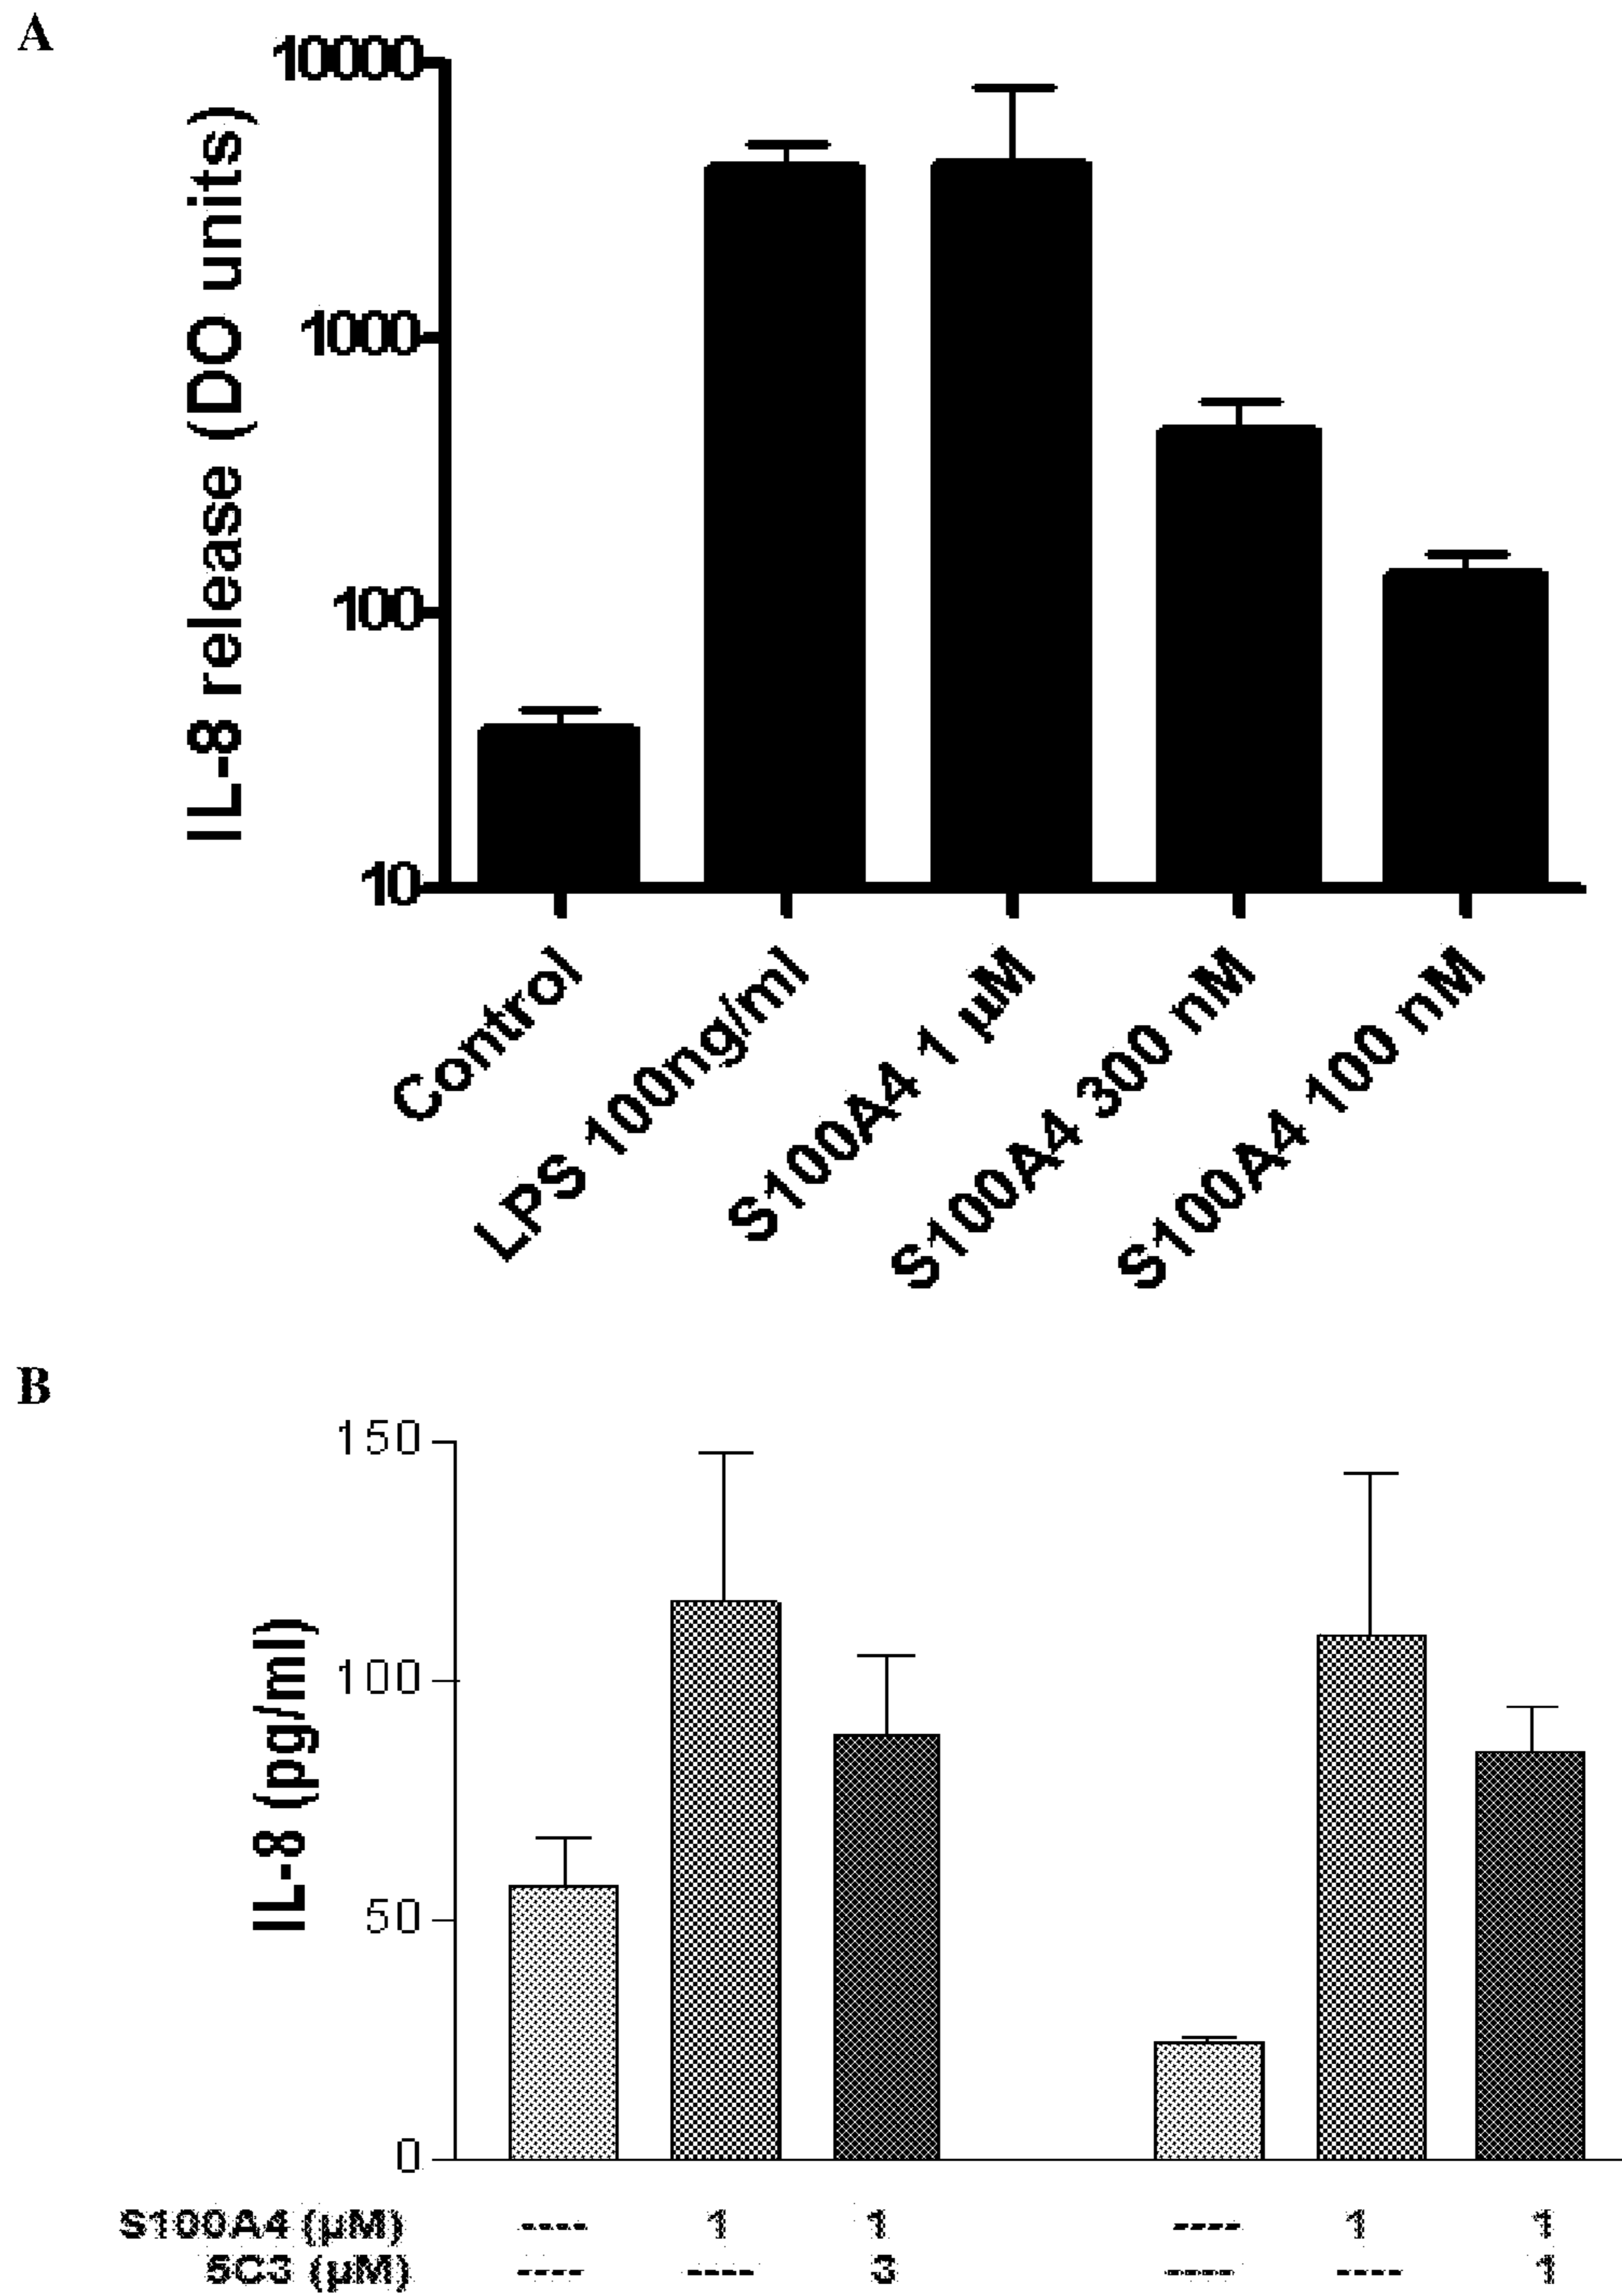 A
IL-8 release (DO units)
10000
1000
100
10
Control
LPS 100ng/ml
S100A4 1 µM
S100A4 300 nM
S100A4 100 nM
B
IL-8 (pg/ml)
150
100
50
0
S100A4 (µM) ---- 1 1 ---- 1 1
5C3 (µM) ---- ---- 3 ---- ---- 1